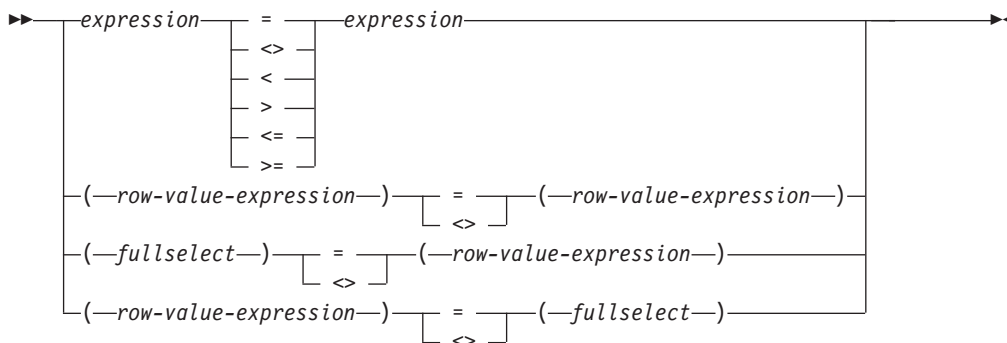 expression = expression
<>
<
>
<=
>=
( row-value-expression ) = ( row-value-expression )
<>
( fullselect ) = ( row-value-expression )
<>
( row-value-expression ) = ( fullselect )
<>